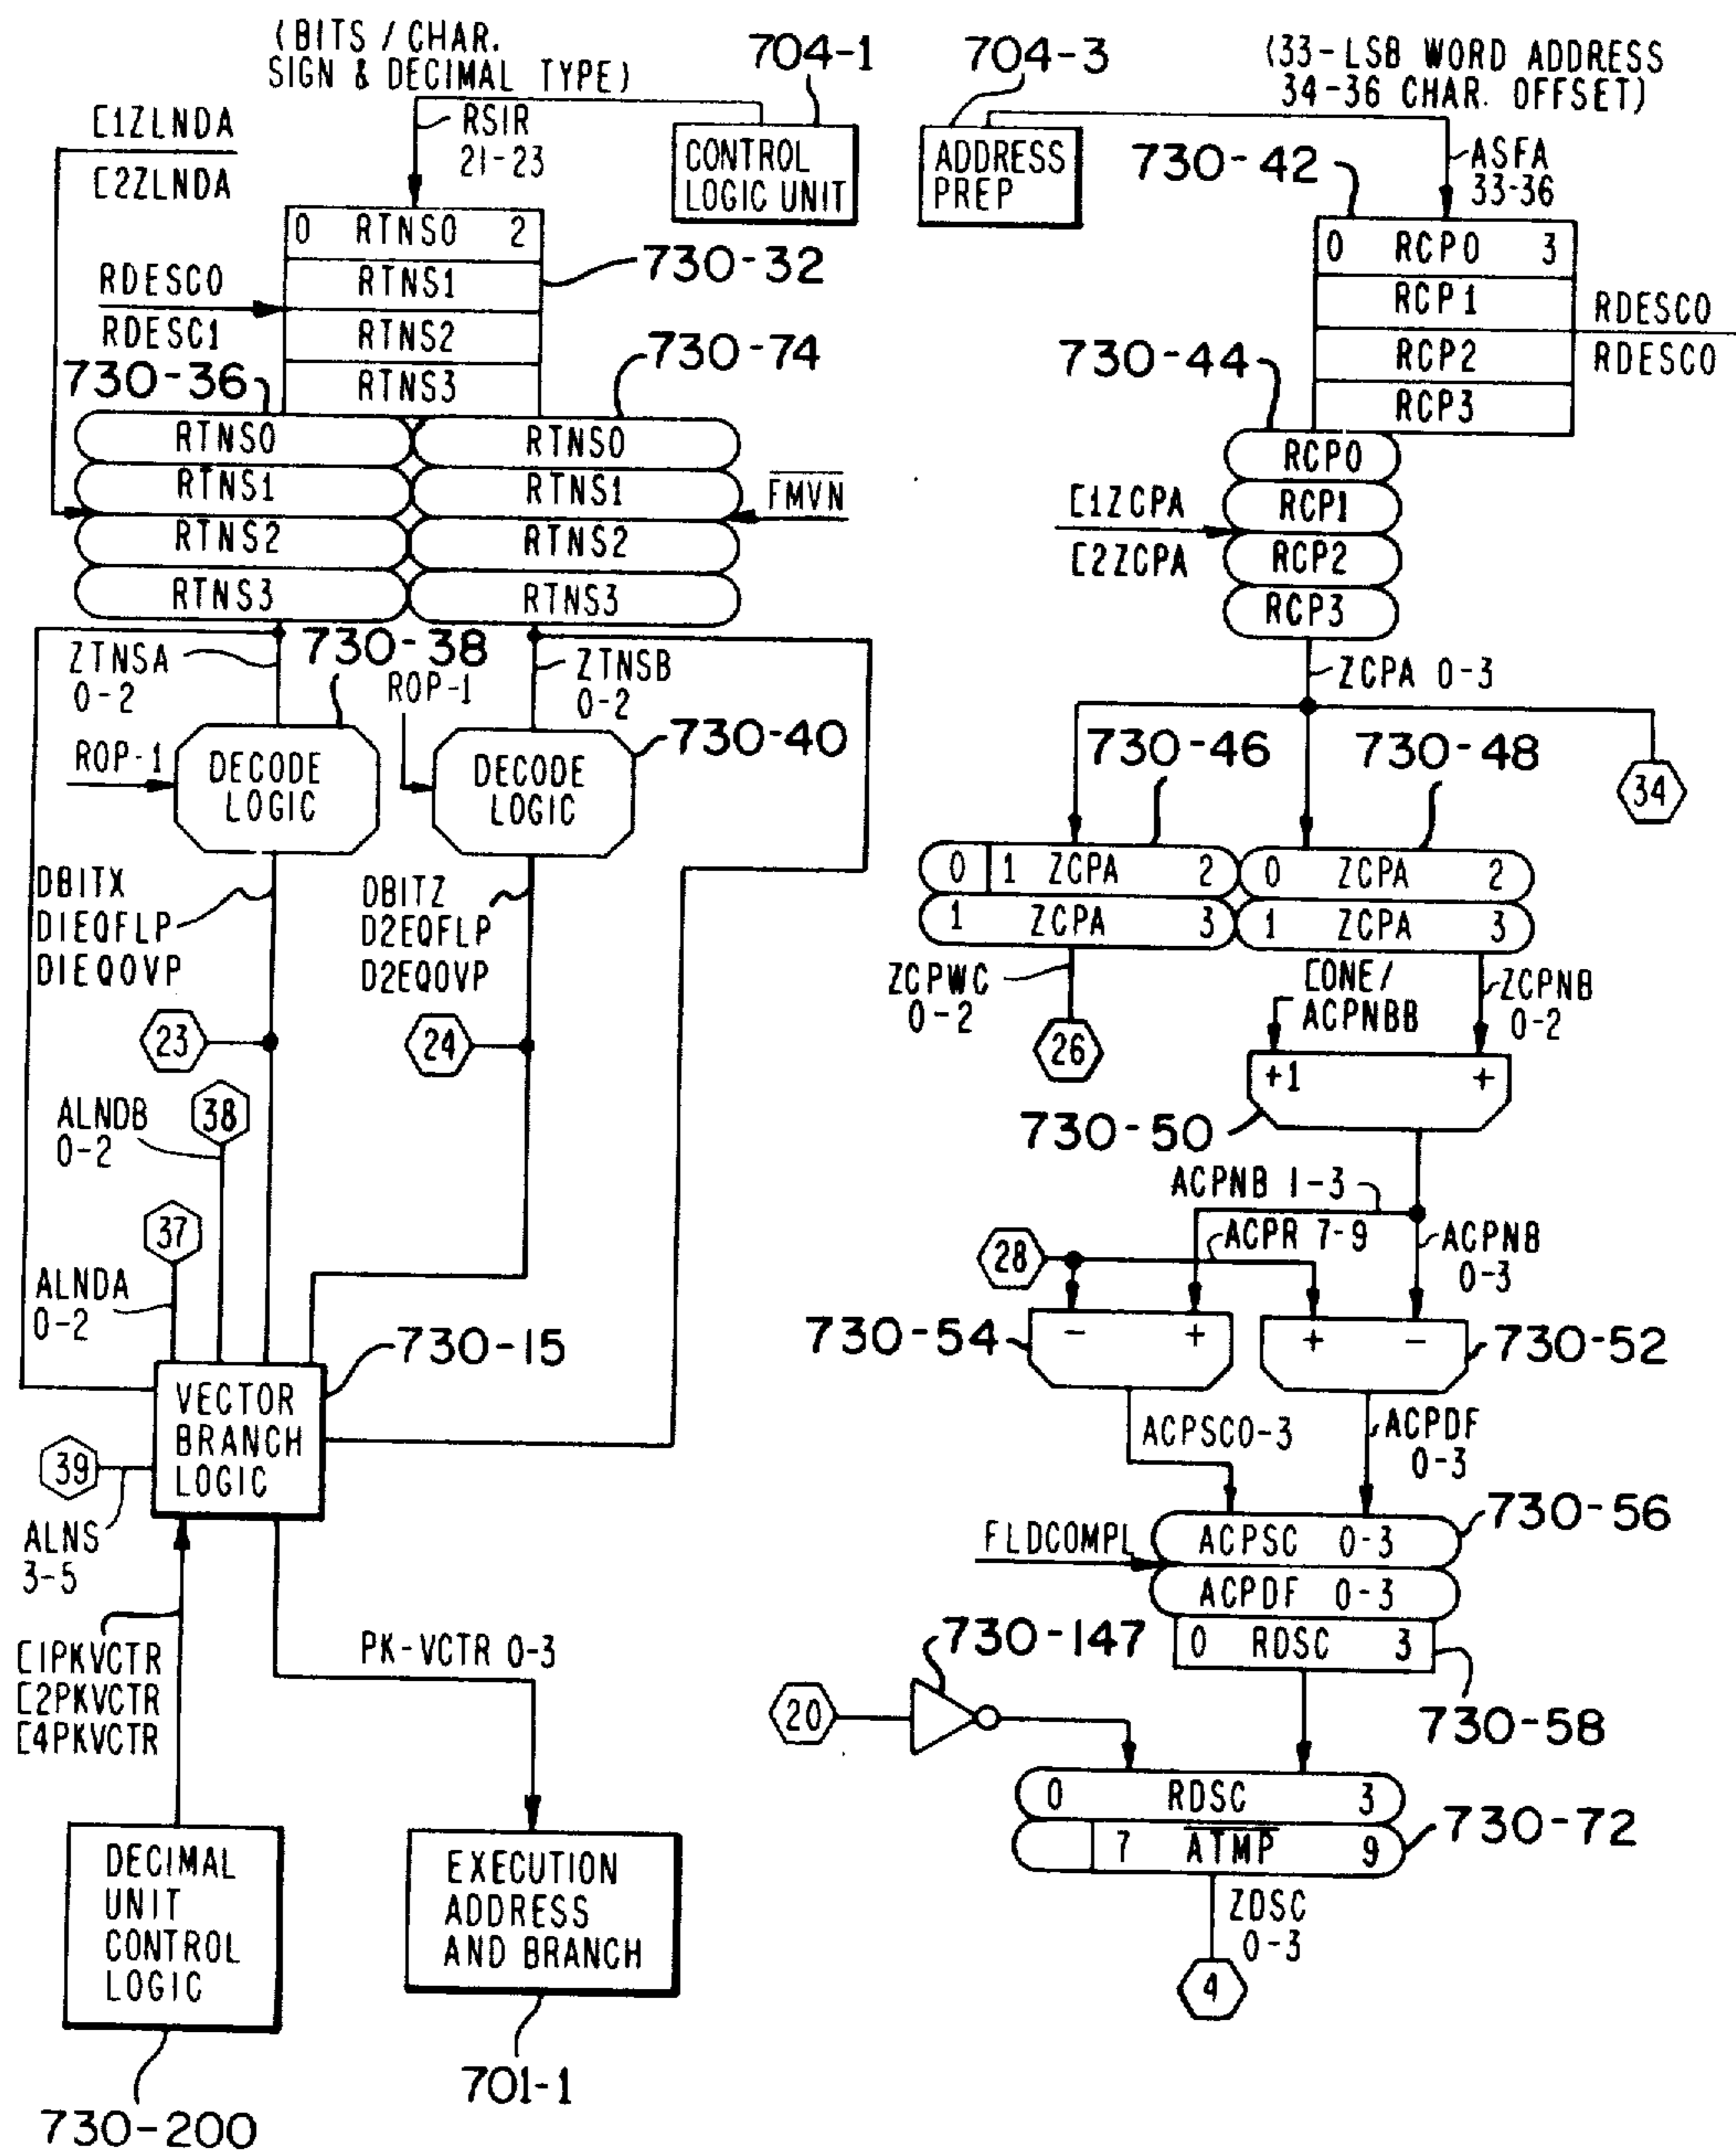 (BITS / CHAR.
SIGN & DECIMAL TYPE)
704-1
704-3
(33-LSB WORD ADDRESS
34-36 CHAR. OFFSET)
[1ZLNDA
[2ZLNDA
RSIR
21-23
CONTROL
LOGIC UNIT
ADDRESS
PREP
730-42
ASFA
33-36
0 RTNS0 2
RTNS1
RTNS2
RTNS3
730-32
RDESC0
RDESC1
730-36
730-74
0 RCP0 3
RCP1
RCP2
RCP3
RDESC0
RDESC0
730-44
RTNS0
RTNS1
RTNS2
RTNS3
RTNS0
RTNS1
RTNS2
RTNS3
FMVN
RCP0
RCP1
RCP2
RCP3
[1ZCPA
[2ZCPA
ZTNSA
0-2
730-38
ROP-1
ZTNSB
0-2
ZCPA 0-3
ROP-1
DECODE
LOGIC
DECODE
LOGIC
730-40
730-46
730-48
34
0 1 ZCPA 2
1 ZCPA 3
0 ZCPA 2
1 ZCPA 3
DBITX
D1EQFLP
D1EQOVP
DBITZ
D2EQFLP
D2EQOVP
ZCPWC
0-2
[ONE/
ACPNBB
ZCPNB
0-2
23
24
26
+1 +
730-50
ALNDB
0-2
38
37
ALNDA
0-2
ACPNB 1-3
ACPR 7-9
ACPNB
0-3
28
730-54
- +
+ -
730-52
730-15
VECTOR
BRANCH
LOGIC
39
ALNS
3-5
ACPSC0-3
ACPDF
0-3
FLDCOMPL
ACPSC 0-3
ACPDF 0-3
730-56
0 RDSC 3
730-58
730-147
20
[1PKVCTR
[2PKVCTR
[4PKVCTR
PK-VCTR 0-3
0 RDSC 3
7 ATMP 9
730-72
ZDSC
0-3
4
DECIMAL
UNIT
CONTROL
LOGIC
EXECUTION
ADDRESS
AND BRANCH
701-1
730-200